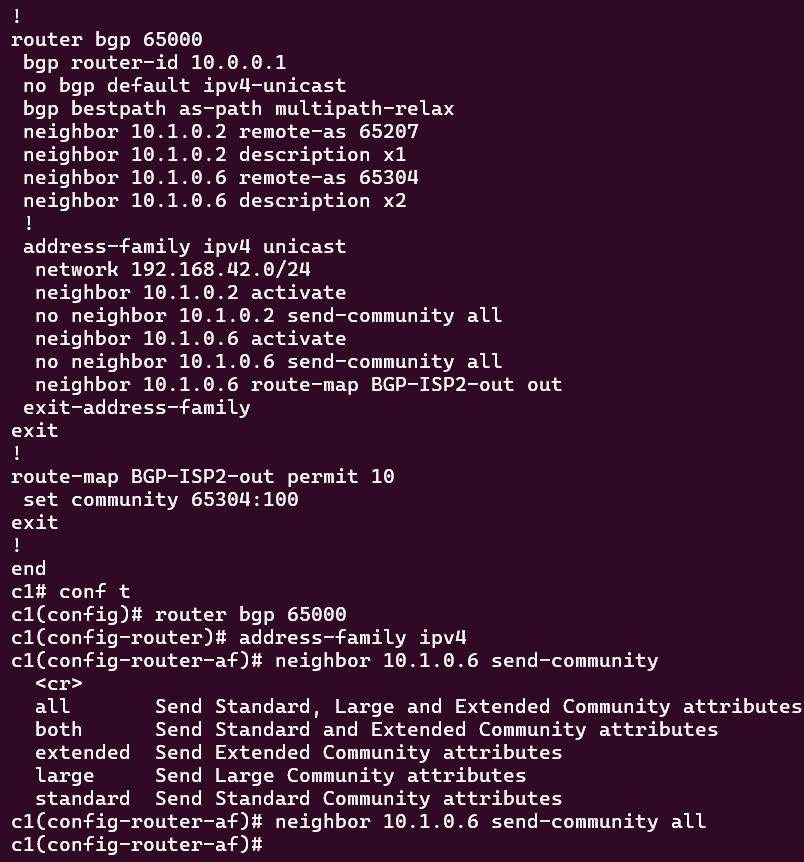 !
router bgp 65000
 bgp router-id 10.0.0.1
 no bgp default ipv4-unicast
 bgp bestpath as-path multipath-relax
 neighbor 10.1.0.2 remote-as 65207
 neighbor 10.1.0.2 description x1
 neighbor 10.1.0.6 remote-as 65304
 neighbor 10.1.0.6 description x2
 !
 address-family ipv4 unicast
  network 192.168.42.0/24
  neighbor 10.1.0.2 activate
  no neighbor 10.1.0.2 send-community all
  neighbor 10.1.0.6 activate
  no neighbor 10.1.0.6 send-community all
  neighbor 10.1.0.6 route-map BGP-ISP2-out out
 exit-address-family
exit
!
route-map BGP-ISP2-out permit 10
 set community 65304:100
exit
!
end
c1# conf t
c1(config)# router bgp 65000
c1(config-router)# address-family ipv4
c1(config-router-af)# neighbor 10.1.0.6 send-community
  <cr>
  all       Send Standard, Large and Extended Community attributes
  both      Send Standard and Extended Community attributes
  extended  Send Extended Community attributes
  large     Send Large Community attributes
  standard  Send Standard Community attributes
c1(config-router-af)# neighbor 10.1.0.6 send-community all
c1(config-router-af)#